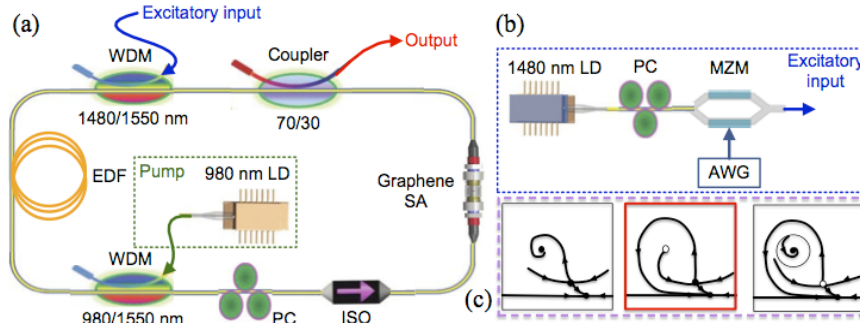 (a)
Excitatory input
WDM
Coupler
Output
1480/1550 nm
70/30
EDF
Pump
980 nm LD
Graphene
SA
WDM
980/1550 nm
PC
ISO
(b)
1480 nm LD
PC
MZM
Excitatory
input
AWG
(c)